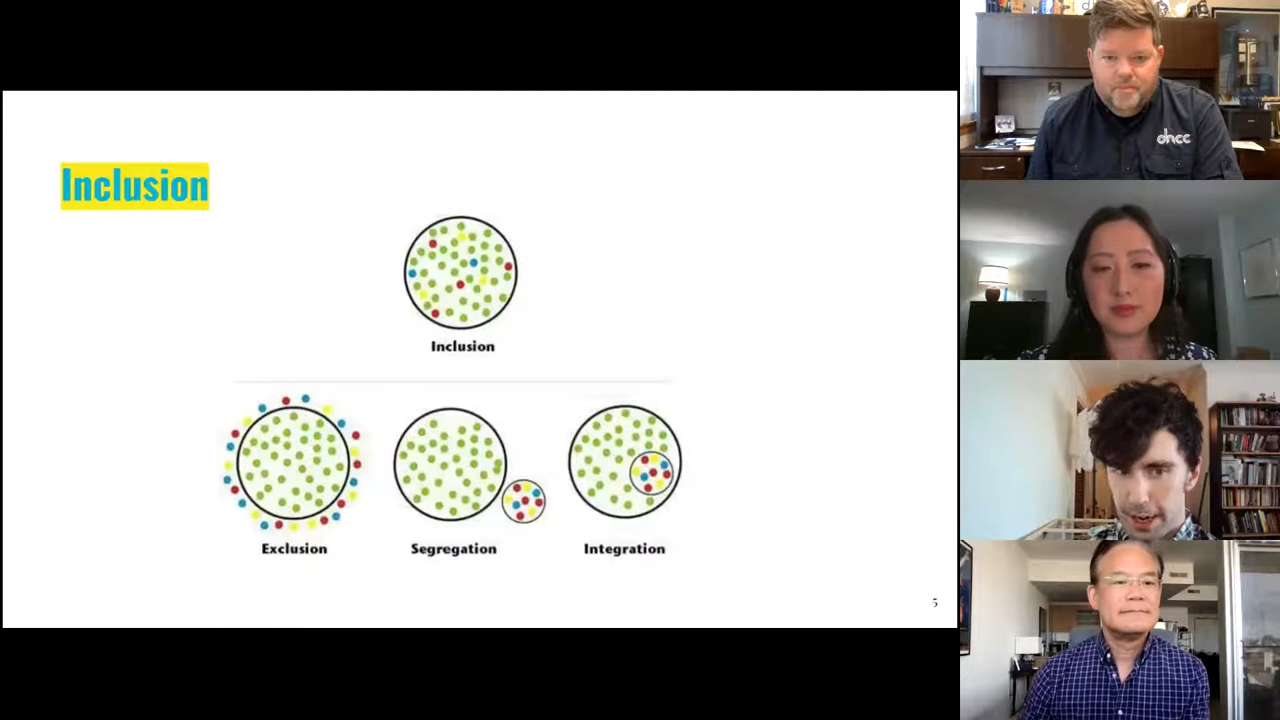 Inclusion
Inclusion
Exclusion
Segregation
Integration
5
dhcc